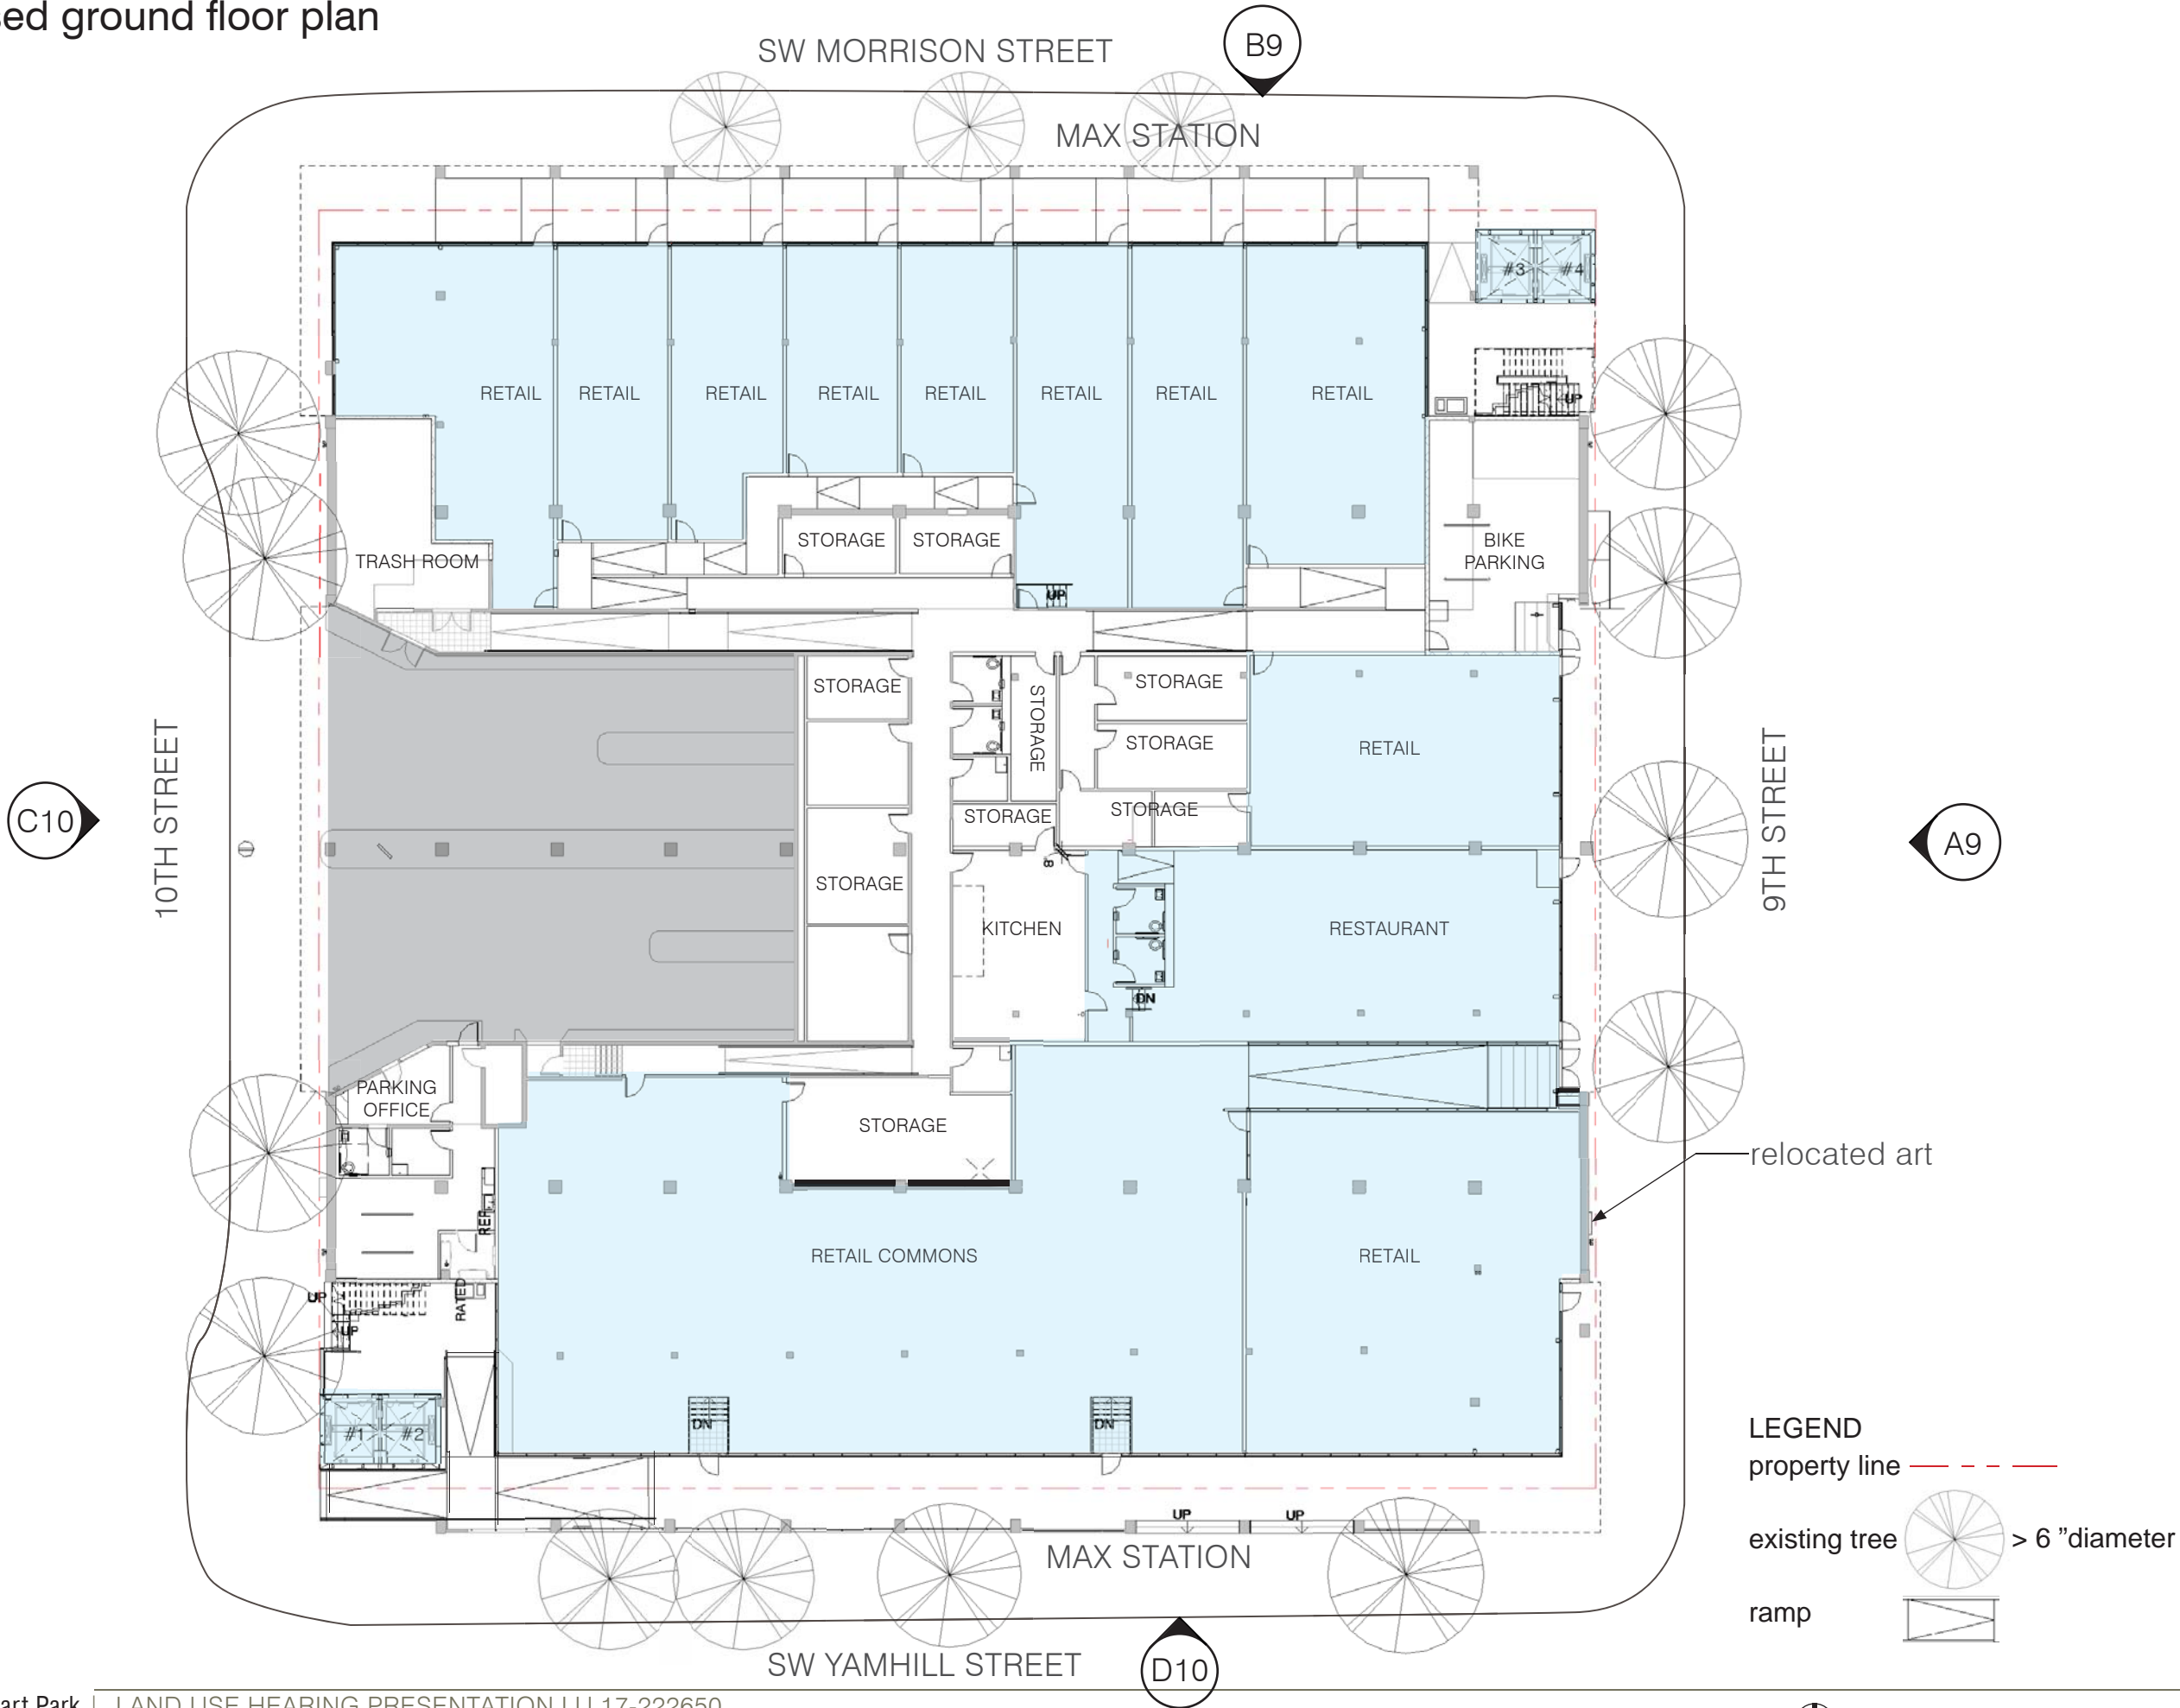 sed ground floor plan
SW MORRISON STREET
B9
MAX STATION
#3 #4
RETAIL RETAIL RETAIL RETAIL RETAIL RETAIL RETAIL RETAIL
UP
STORAGE STORAGE
BIKE
PARKING
TRASH ROOM
UP
STORAGE
STORAGE
STORAGE
STORAGE
RETAIL
STORAGE
STORAGE
10TH STREET
C10
9TH STREET
A9
STORAGE
KITCHEN
RESTAURANT
DN
PARKING
OFFICE
STORAGE
relocated art
REF
RETAIL COMMONS
RETAIL
UP
RATED
UP
#1 #2
DN
DN
LEGEND
property line
UP
UP
existing tree > 6 "diameter
MAX STATION
ramp
SW YAMHILL STREET
D10
art Park | LAND USE HEARING PRESENTATION LU 17-222650